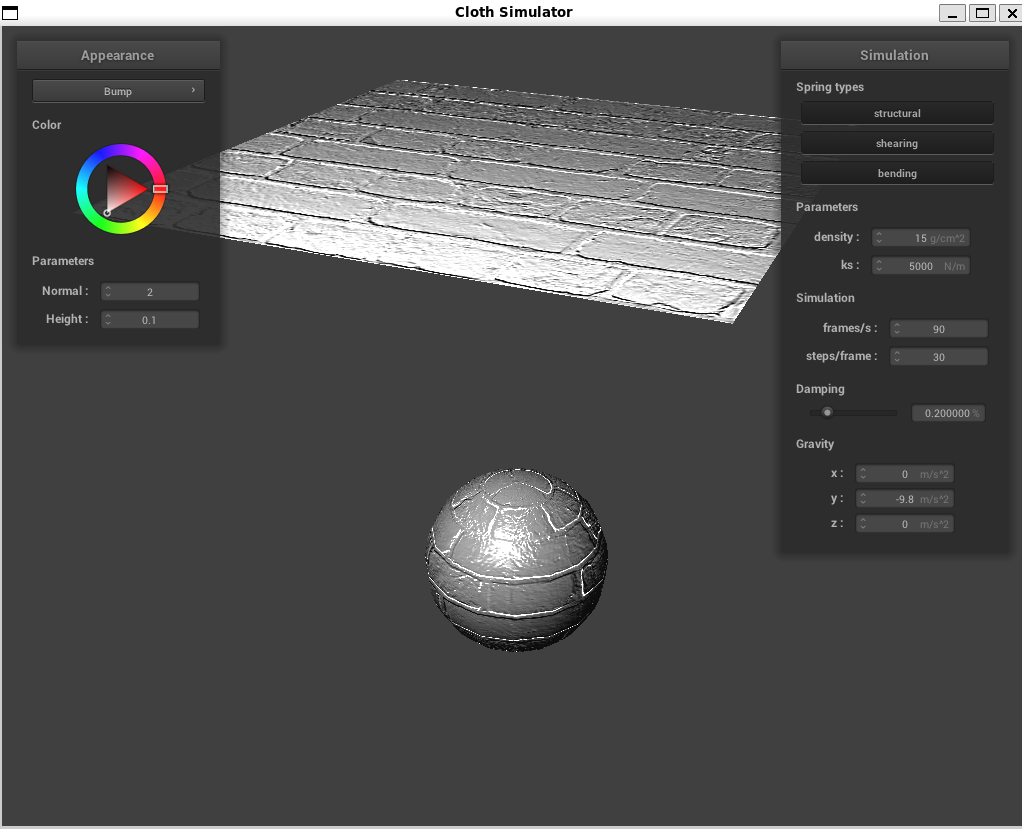 Cloth Simulator
Appearance
Bump
Color
Parameters
Normal : 2
Height : 0.1
Simulation
Spring types
structural
shearing
bending
Parameters
density : 15 g/cm^2
ks : 5000 N/m
Simulation
frames/s : 90
steps/frame : 30
Damping
0.200000 %
Gravity
x : 0 m/s^2
y : -9.8 m/s^2
z : 0 m/s^2